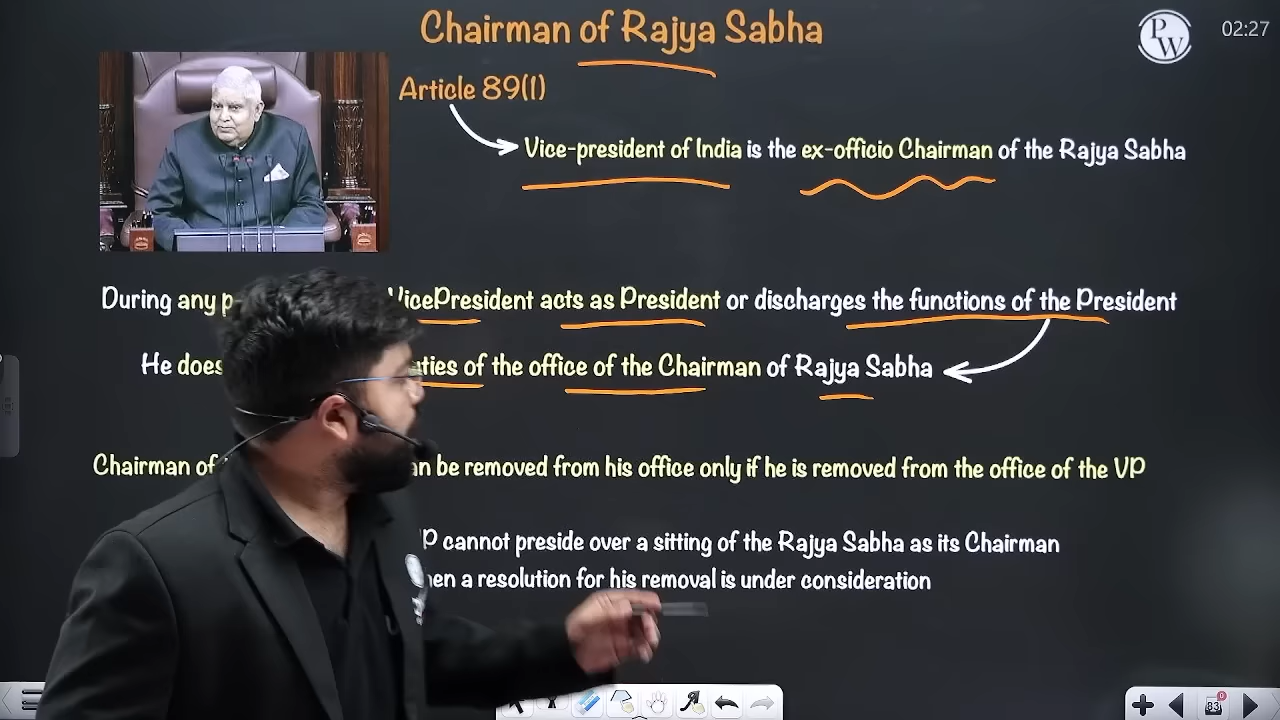 Chairman of Rajya Sabha
PW
02:27
Article 89(1)
Vice-president of India is the ex-officio Chairman of the Rajya Sabha
During any VicePresident acts as President or discharges the functions of the President
He does of the office of the Chairman of Rajya Sabha
Chairman of be removed from his office only if he is removed from the office of the VP
cannot preside over a sitting of the Rajya Sabha as its Chairman
a resolution for his removal is under consideration
83